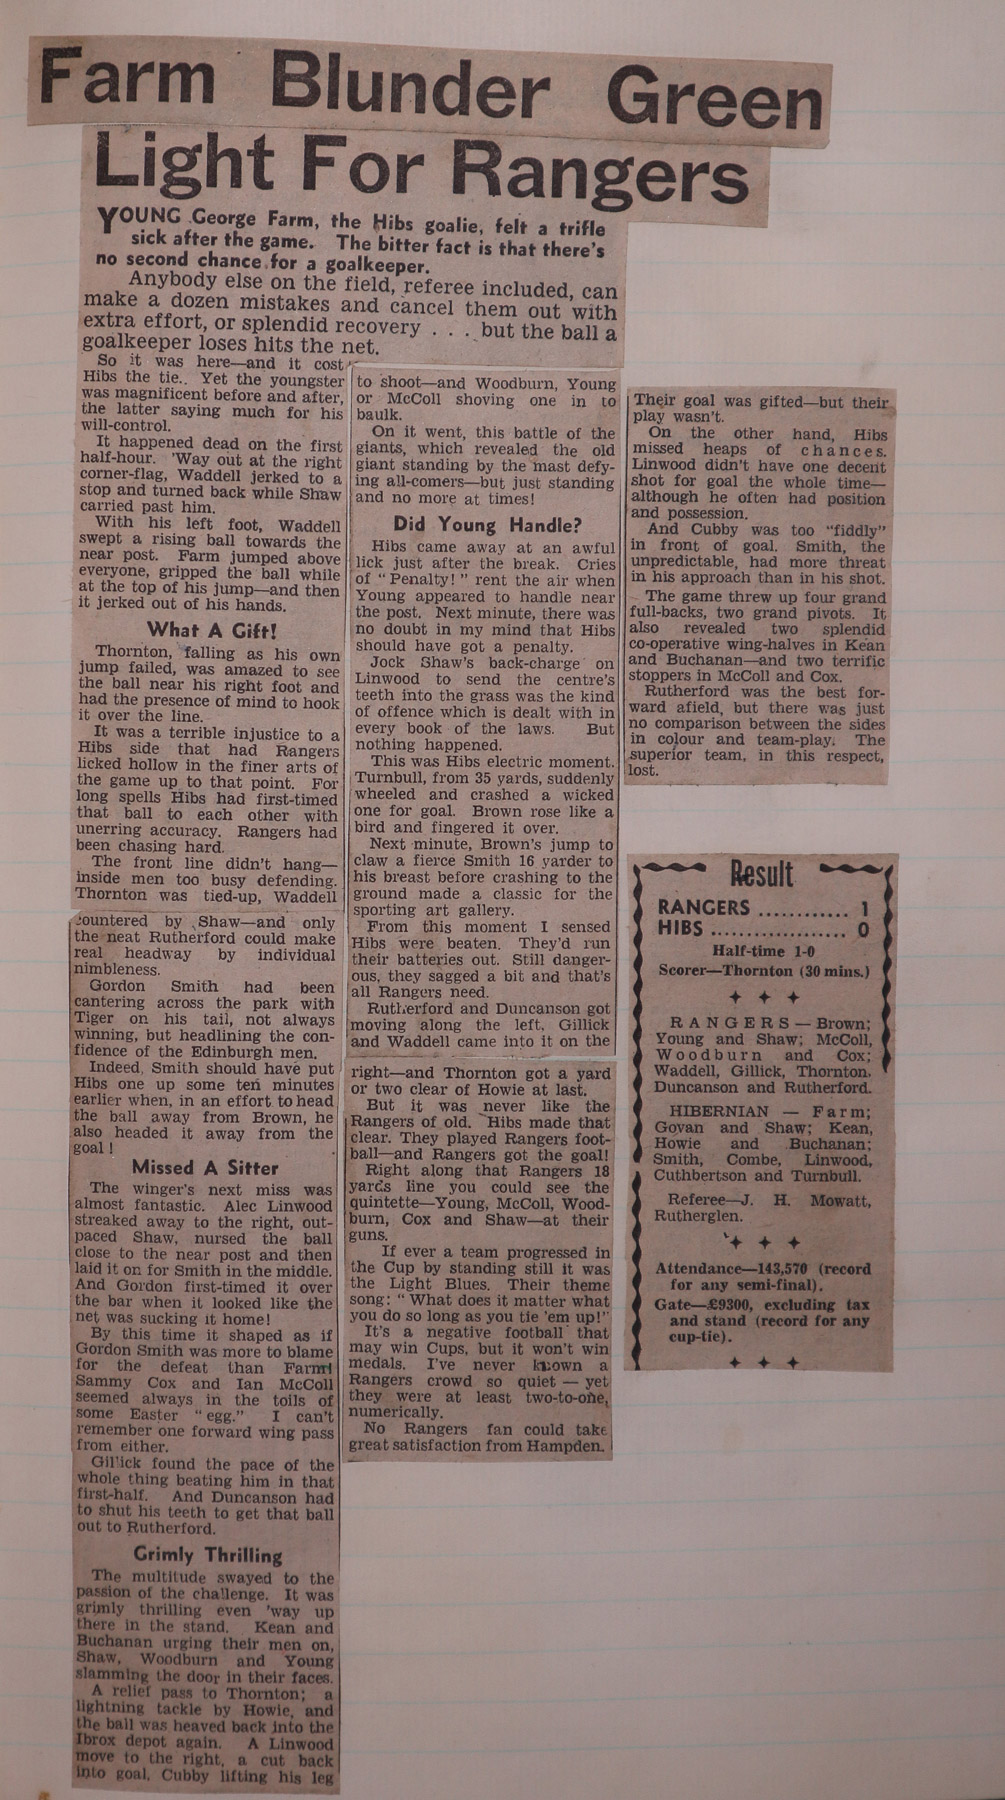 Farm Blunder Green
Light For Rangers
YOUNG George Farm, the Hibs goalie, felt a trifle
sick after the game. The bitter fact is that there's
no second chance for a goalkeeper.
Anybody else on the field, referee included, can
make a dozen mistakes and cancel them out with
extra effort, or splendid recovery . . . but the ball a
goalkeeper loses hits the net.
So it was here—and it cost
Hibs the tie.. Yet the youngster
was magnificent before and after,
the latter saying much for his
will-control.
It happened dead on the first
half-hour. 'Way out at the right
corner-flag, Waddell jerked to a
stop and turned back while Shaw
carried past him.
With his left foot, Waddell
swept a rising ball towards the
near post. Farm jumped above
everyone, gripped the ball while
at the top of his jump—and then
it jerked out of his hands.
What A Gift!
Thornton, falling as his own
jump failed, was amazed to see
the ball near his right foot and
had the presence of mind to hook
it over the line.
It was a terrible injustice to a
Hibs side that had Rangers
licked hollow in the finer arts of
the game up to that point. For
long spells Hibs had first-timed
that ball to each other with
unerring accuracy. Rangers had
been chasing hard.
The front line didn't hang—
inside men too busy defending.
Thornton was tied-up, Waddell
countered by Shaw—and only
the neat Rutherford could make
real headway by individual
nimbleness.
Gordon Smith had been
cantering across the park with
Tiger on his tail, not always
winning, but headlining the con-
fidence of the Edinburgh men.
Indeed, Smith should have put
Hibs one up some ten minutes
earlier when, in an effort to head
the ball away from Brown, he
also headed it away from the
goal !
Missed A Sitter
The winger's next miss was
almost fantastic. Alec Linwood
streaked away to the right, out-
paced Shaw, nursed the ball
close to the near post and then
laid it on for Smith in the middle.
And Gordon first-timed it over
the bar when it looked like the
net was sucking it home!
By this time it shaped as if
Gordon Smith was more to blame
for the defeat than Farm!
Sammy Cox and Ian McColl
seemed always in the toils of
some Easter "egg." I can't
remember one forward wing pass
from either.
Gillick found the pace of the
whole thing beating him in that
first-half. And Duncanson had
to shut his teeth to get that ball
out to Rutherford.
Grimly Thrilling
The multitude swayed to the
passion of the challenge. It was
grimly thrilling even 'way up
there in the stand. Kean and
Buchanan urging their men on,
Shaw, Woodburn and Young
slamming the door in their faces.
A relief pass to Thornton; a
lightning tackle by Howie, and
the ball was heaved back into the
Ibrox depot again. A Linwood
move to the right, a cut back
into goal, Cubby lifting his leg
to shoot—and Woodburn, Young
or McColl shoving one in to
baulk.
On it went, this battle of the
giants, which revealed the old
giant standing by the mast defy-
ing all-comers—but just standing
and no more at times!
Did Young Handle?
Hibs came away at an awful
lick just after the break. Cries
of "Penalty!" rent the air when
Young appeared to handle near
the post. Next minute, there was
no doubt in my mind that Hibs
should have got a penalty.
Jock Shaw's back-charge on
Linwood to send the centre's
teeth into the grass was the kind
of offence which is dealt with in
every book of the laws. But
nothing happened.
This was Hibs electric moment.
Turnbull, from 35 yards, suddenly
wheeled and crashed a wicked
one for goal. Brown rose like a
bird and fingered it over.
Next minute, Brown's jump to
claw a fierce Smith 16 yarder to
his breast before crashing to the
ground made a classic for the
sporting art gallery.
From this moment I sensed
Hibs were beaten. They'd run
their batteries out. Still danger-
ous, they sagged a bit and that's
all Rangers need.
Rutherford and Duncanson got
moving along the left, Gillick
and Waddell came into it on the
right—and Thornton got a yard
or two clear of Howie at last.
But it was never like the
Rangers of old. Hibs made that
clear. They played Rangers foot-
ball—and Rangers got the goal!
Right along that Rangers 18
yards line you could see the
quintette—Young, McColl, Wood-
burn, Cox and Shaw—at their
guns.
If ever a team progressed in
the Cup by standing still it was
the Light Blues. Their theme
song: "What does it matter what
you do so long as you tie 'em up!"
It's a negative football that
may win Cups, but it won't win
medals. I've never known a
Rangers crowd so quiet — yet
they were at least two-to-one,
numerically.
No Rangers fan could take
great satisfaction from Hampden.
Their goal was gifted—but their
play wasn't.
On the other hand, Hibs
missed heaps of chances.
Linwood didn't have one decent
shot for goal the whole time—
although he often had position
and possession.
And Cubby was too "fiddly"
in front of goal. Smith, the
unpredictable, had more threat
in his approach than in his shot.
The game threw up four grand
full-backs, two grand pivots. It
also revealed two splendid
co-operative wing-halves in Kean
and Buchanan—and two terrific
stoppers in McColl and Cox.
Rutherford was the best for-
ward afield, but there was just
no comparison between the sides
in colour and team-play. The
superior team, in this respect,
lost.
Result
RANGERS ............ 1
HIBS .................. 0
Half-time 1-0
Scorer—Thornton (30 mins.)
RANGERS — Brown;
Young and Shaw; McColl,
Woodburn and Cox;
Waddell, Gillick, Thornton.
Duncanson and Rutherford.
HIBERNIAN — Farm;
Govan and Shaw; Kean,
Howie and Buchanan;
Smith, Combe, Linwood,
Cuthbertson and Turnbull.
Referee—J. H. Mowatt,
Rutherglen.
Attendance—143,570 (record
for any semi-final).
Gate—£9300, excluding tax
and stand (record for any
cup-tie).